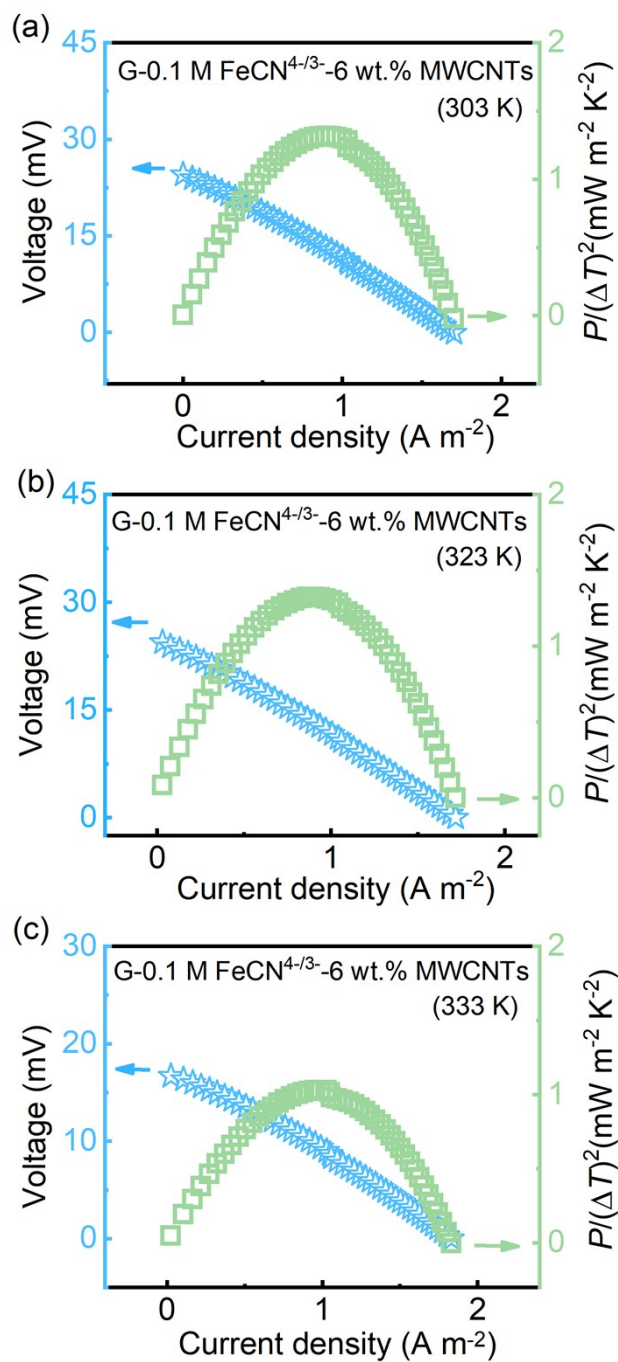 (a)
45
30
15
0
Voltage (mV)
G-0.1 M FeCN⁴⁻/³⁻-6 wt.% MWCNTs
(303 K)
2
1
0
P/(ΔT)²(mW m⁻² K⁻²)
0 1 2
Current density (A m⁻²)
(b)
45
30
15
0
Voltage (mV)
G-0.1 M FeCN⁴⁻/³⁻-6 wt.% MWCNTs
(323 K)
2
1
0
P/(ΔT)²(mW m⁻² K⁻²)
0 1 2
Current density (A m⁻²)
(c)
30
20
10
0
Voltage (mV)
G-0.1 M FeCN⁴⁻/³⁻-6 wt.% MWCNTs
(333 K)
2
1
0
P/(ΔT)²(mW m⁻² K⁻²)
0 1 2
Current density (A m⁻²)